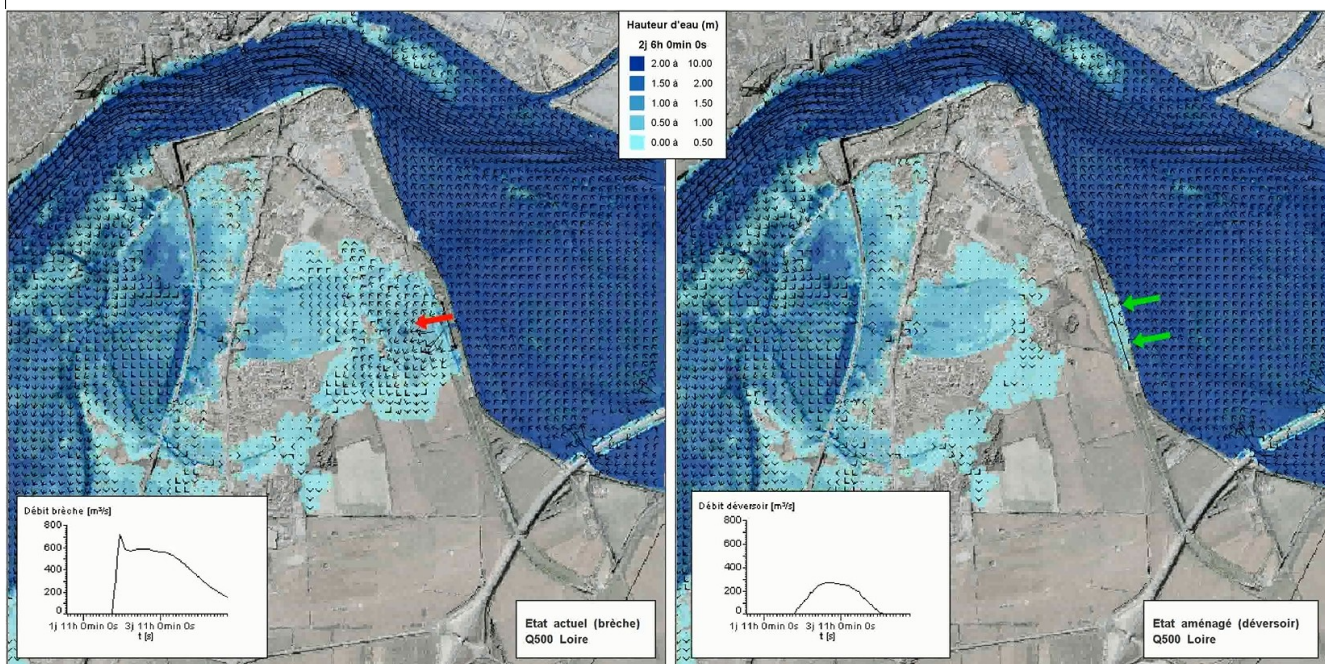 Hauteur d'eau (m)
2j 6h 0min 0s
2.00 à 10.00
1.50 à 2.00
1.00 à 1.50
0.50 à 1.00
0.00 à 0.50
Débit brèche [m³/s]
800
600
400
200
0
1j 11h 0min 0s 3j 11h 0min 0s
t [s]
Etat actuel (brèche)
Q500 Loire
Débit déversoir [m³/s]
800
600
400
200
0
1j 11h 0min 0s 3j 11h 0min 0s
t [s]
Etat aménagé (déversoir)
Q500 Loire